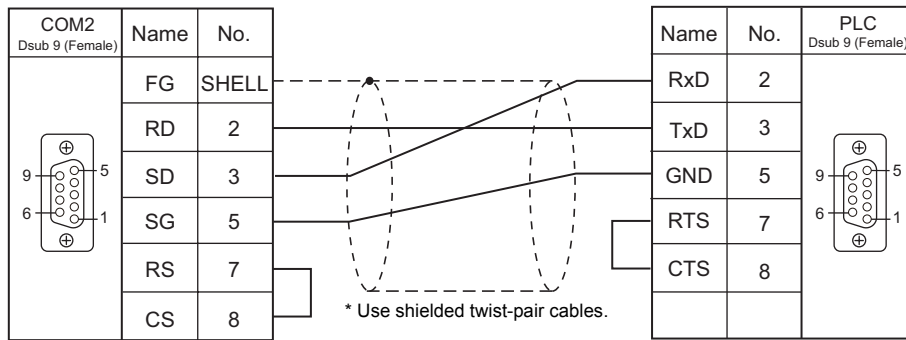 COM2
Dsub 9 (Female)
Name No.
FG SHELL
RD 2
SD 3
SG 5
RS 7
CS 8
9
5
6
1
* Use shielded twist-pair cables.
PLC
Dsub 9 (Female)
Name No.
RxD 2
TxD 3
GND 5
RTS 7
CTS 8
9
5
6
1